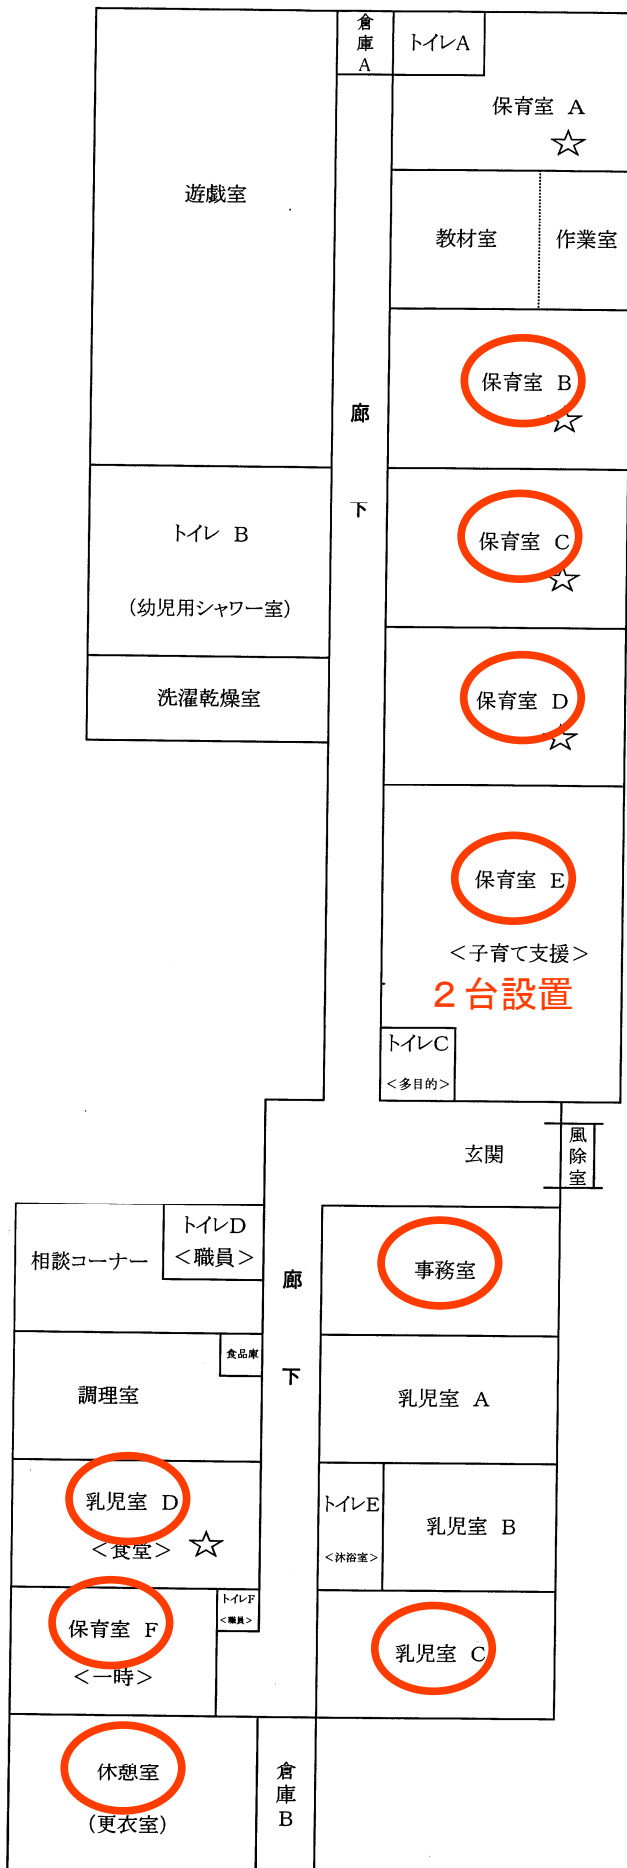 倉庫A
トイレA
保育室 A
☆
遊戯室
教材室
作業室
保育室 B
☆
廊下
トイレ B
(幼児用シャワー室)
保育室 C
☆
洗濯乾燥室
保育室 D
☆
保育室 E
<子育て支援>
2台設置
トイレC
<多目的>
玄関
風除室
相談コーナー
トイレD
<職員>
廊下
事務室
食品庫
調理室
乳児室 A
乳児室 D
<食堂> ☆
トイレE
<沐浴室>
乳児室 B
保育室 F
<一時>
トイレF
<職員>
乳児室 C
休憩室
(更衣室)
倉庫B